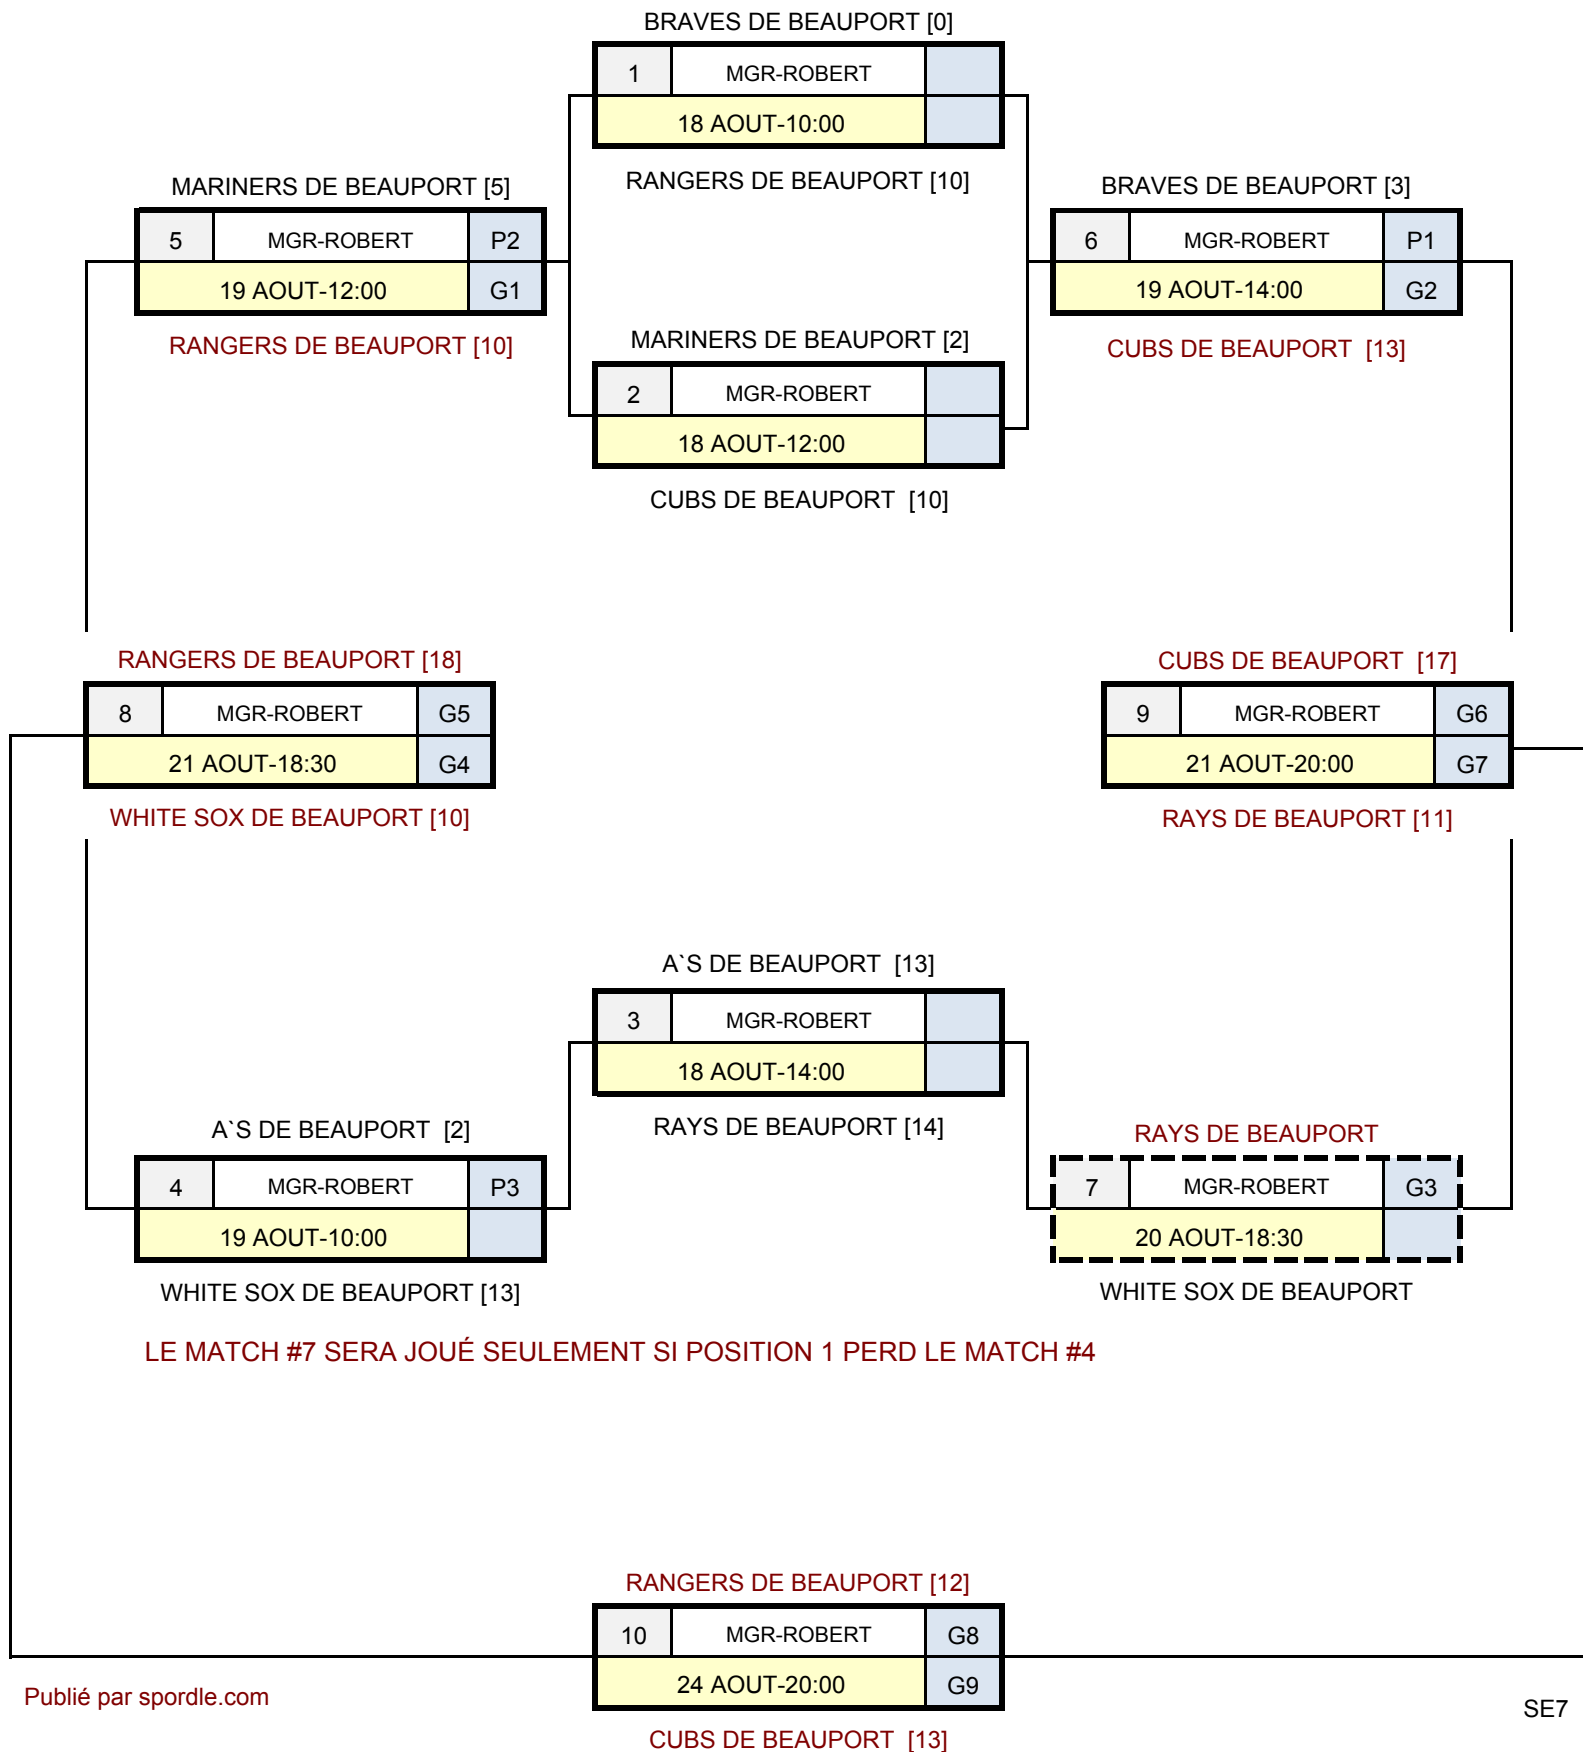 BRAVES DE BEAUPORT [0]
1 MGR-ROBERT
18 AOUT-10:00
RANGERS DE BEAUPORT [10]
MARINERS DE BEAUPORT [5]
5 MGR-ROBERT P2
19 AOUT-12:00 G1
RANGERS DE BEAUPORT [10]
BRAVES DE BEAUPORT [3]
6 MGR-ROBERT P1
19 AOUT-14:00 G2
CUBS DE BEAUPORT  [13]
MARINERS DE BEAUPORT [2]
2 MGR-ROBERT
18 AOUT-12:00
CUBS DE BEAUPORT  [10]
RANGERS DE BEAUPORT [18]
8 MGR-ROBERT G5
21 AOUT-18:30 G4
WHITE SOX DE BEAUPORT [10]
CUBS DE BEAUPORT  [17]
9 MGR-ROBERT G6
21 AOUT-20:00 G7
RAYS DE BEAUPORT [11]
A`S DE BEAUPORT  [13]
3 MGR-ROBERT
18 AOUT-14:00
RAYS DE BEAUPORT [14]
A`S DE BEAUPORT  [2]
4 MGR-ROBERT P3
19 AOUT-10:00
WHITE SOX DE BEAUPORT [13]
RAYS DE BEAUPORT
7 MGR-ROBERT G3
20 AOUT-18:30
WHITE SOX DE BEAUPORT
LE MATCH #7 SERA JOUÉ SEULEMENT SI POSITION 1 PERD LE MATCH #4
RANGERS DE BEAUPORT [12]
10 MGR-ROBERT G8
24 AOUT-20:00 G9
CUBS DE BEAUPORT  [13]
Publié par spordle.com
SE7